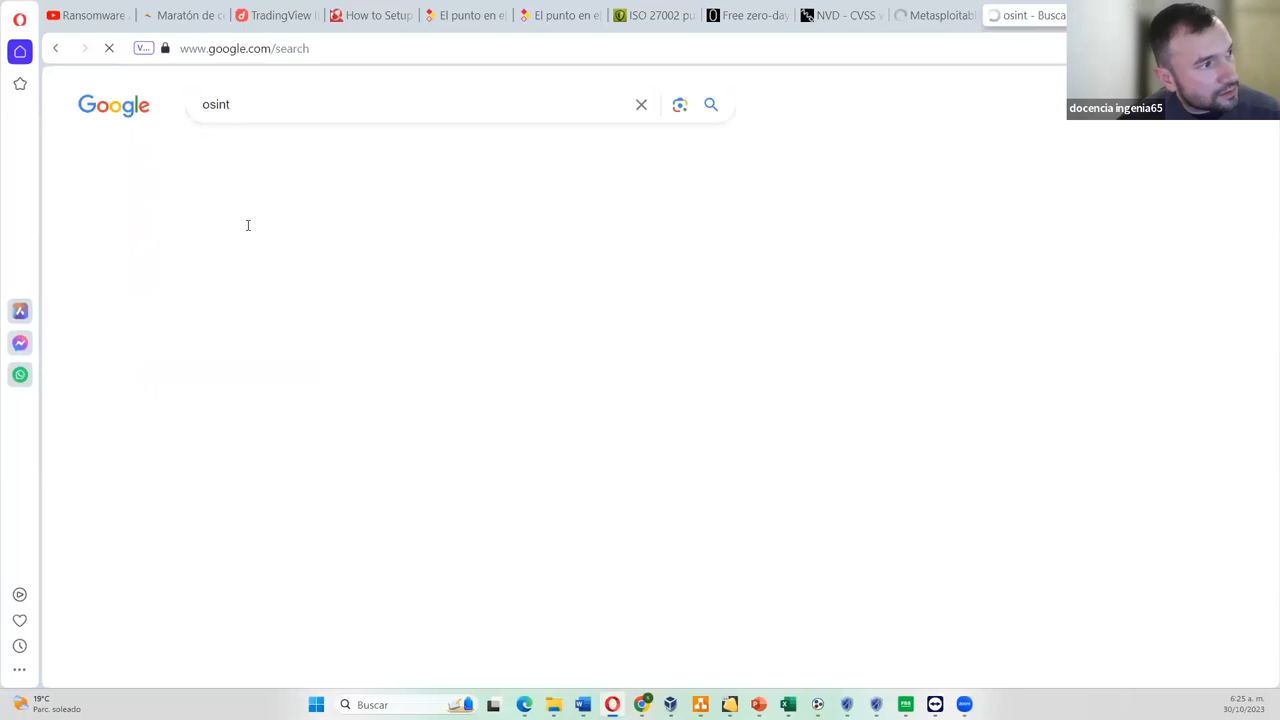 Ransomware
Maratón de c
TradingView I
How to Setup
El punto en el
El punto en el
ISO 27002 pu
Free zero-day
NVD - CVSS v
Metasploitabl
osint - Busca
V...
www.google.com/search
docencia ingenia65
Google
osint
19°C
Parc. soleado
Buscar
6:25 a. m.
30/10/2023